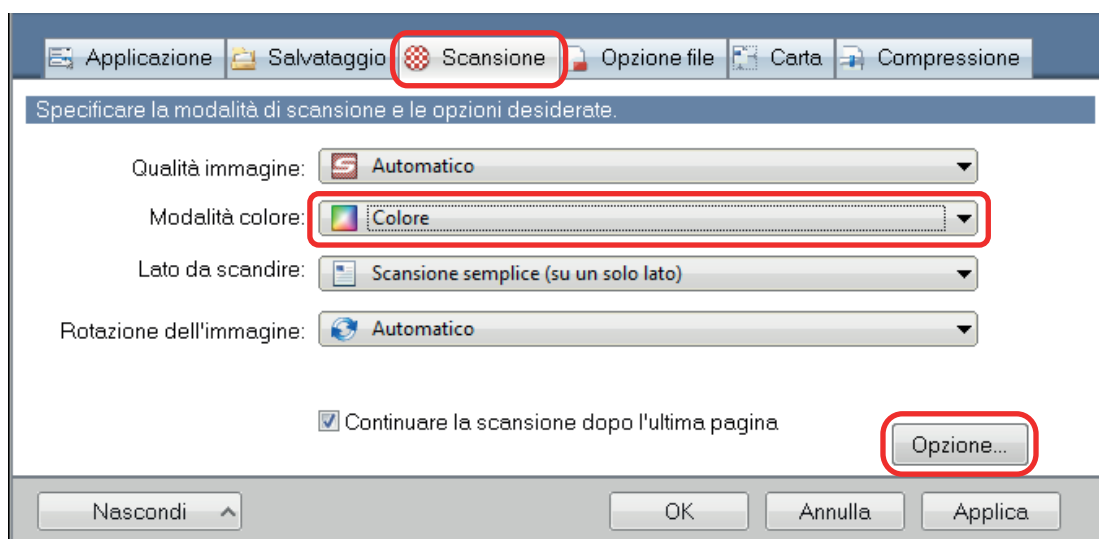 Applicazione Salvataggio Scansione Opzione file Carta Compressione
Specificare la modalità di scansione e le opzioni desiderate.
Qualità immagine: Automatico
Modalità colore: Colore
Lato da scandire: Scansione semplice (su un solo lato)
Rotazione dell'immagine: Automatico
Continuare la scansione dopo l'ultima pagina
Opzione...
Nascondi OK Annulla Applica